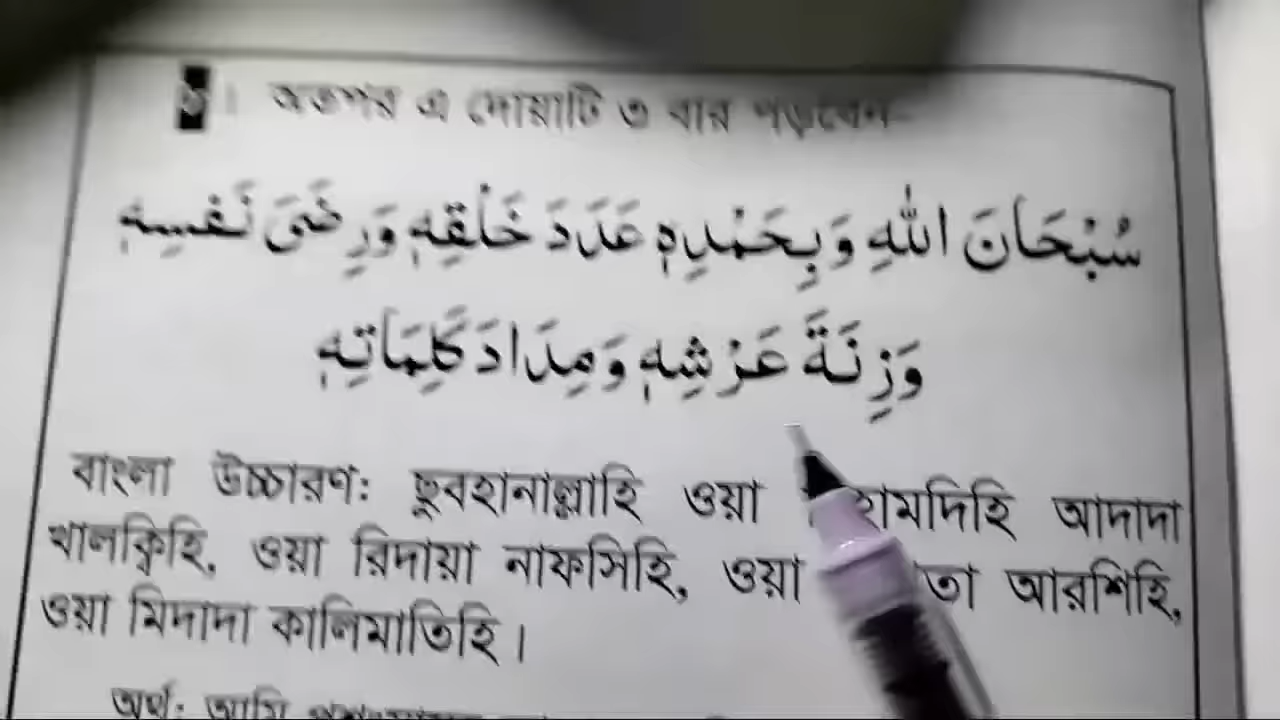 । অতপর এ দোয়াটি ৩ বার পড়বেন-
سُبْحَانَ اللّٰهِ وَبِحَمْدِهٖ عَدَدَ خَلْقِهٖ وَرِضَىَ نَفْسِهٖ
وَزِنَةَ عَرْشِهٖ وَمِدَادَ كَلِمَاتِهٖ
বাংলা উচ্চারণ: ছুবহানাল্লাহি ওয়া হামদিহি আদাদা
খালক্বিহি, ওয়া রিদায়া নাফসিহি, ওয়া তা আরশিহি,
ওয়া মিদাদা কালিমাতিহি।
অর্থ: আমি